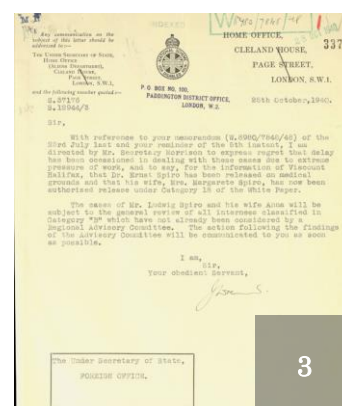 INDEXED
Any communication on the
subject of this letter should be
addressed to:—
THE UNDER SECRETARY OF STATE,
HOME OFFICE
(ALIENS DEPARTMENT),
CLELAND HOUSE,
PAGE STREET,
LONDON, S.W.1,
and the following number quoted:—
HOME OFFICE,
CLELAND HOUSE,
PAGE STREET,
LONDON, S.W.1.
337
P.O BOX NO. 100,
PADDINGTON DISTRICT OFFICE,
LONDON, W.2.
25th October, 1940.
Sir,
With reference to your memorandum (W.8900/7848/48) of the
23rd July last and your reminder of the 9th instant, I am
directed by Mr. Secretary Morrison to express regret that delay
has been occasioned in dealing with these cases due to extreme
pressure of work, and to say, for the information of Viscount
Halifax, that Dr. Ernst Spiro has been released on medical
grounds and that his wife, Mrs. Margarete Spiro, has now been
authorised release under Category 18 of the White Paper.
The cases of Mr. Ludwig Spiro and his wife Anna will be
subject to the general review of all internees classified in
Category "B" which have not already been considered by a
Regional Advisory Committee. The action following the findings
of the Advisory Committee will be communicated to you as soon
as possible.
I am,
Sir,
Your obedient Servant,
The Under Secretary of State,
FOREIGN OFFICE.
3